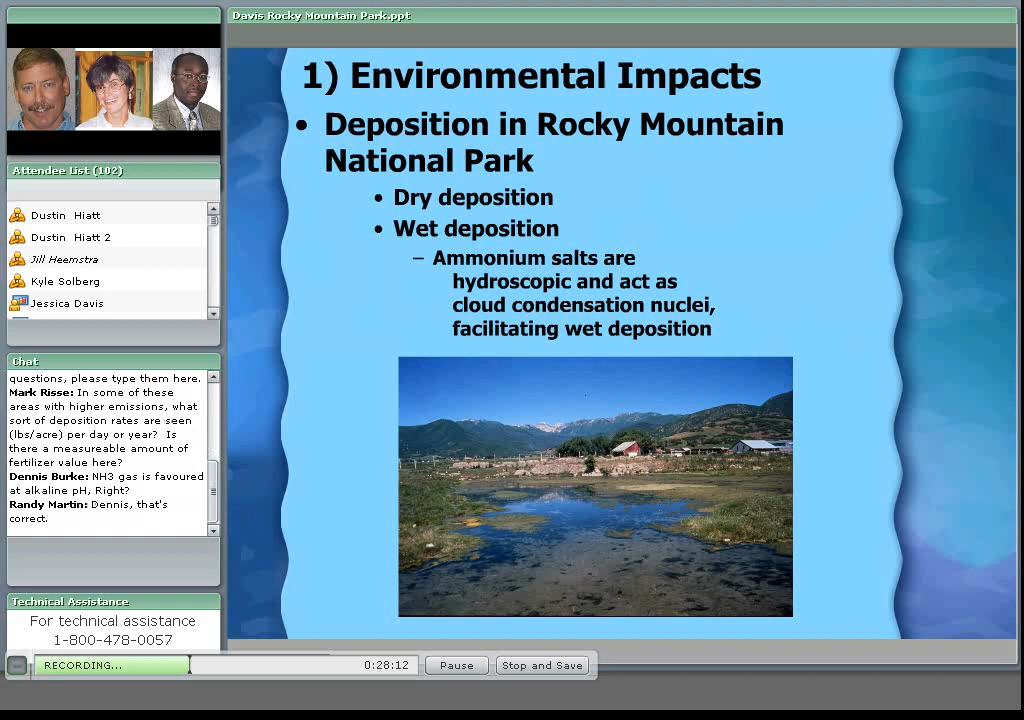 Davis Rocky Mountain Park.ppt
1) Environmental Impacts
• Deposition in Rocky Mountain
National Park
• Dry deposition
• Wet deposition
– Ammonium salts are
hydroscopic and act as
cloud condensation nuclei,
facilitating wet deposition
Attendee List (102)
Dustin Hiatt
Dustin Hiatt 2
Jill Heemstra
Kyle Solberg
Jessica Davis
Chat
questions, please type them here.
Mark Risse: In some of these
areas with higher emissions, what
sort of deposition rates are seen
(lbs/acre) per day or year? Is
there a measureable amount of
fertilizer value here?
Dennis Burke: NH3 gas is favoured
at alkaline pH, Right?
Randy Martin: Dennis, that's
correct.
Technical Assistance
For technical assistance
1-800-478-0057
RECORDING...
0:28:12
Pause
Stop and Save